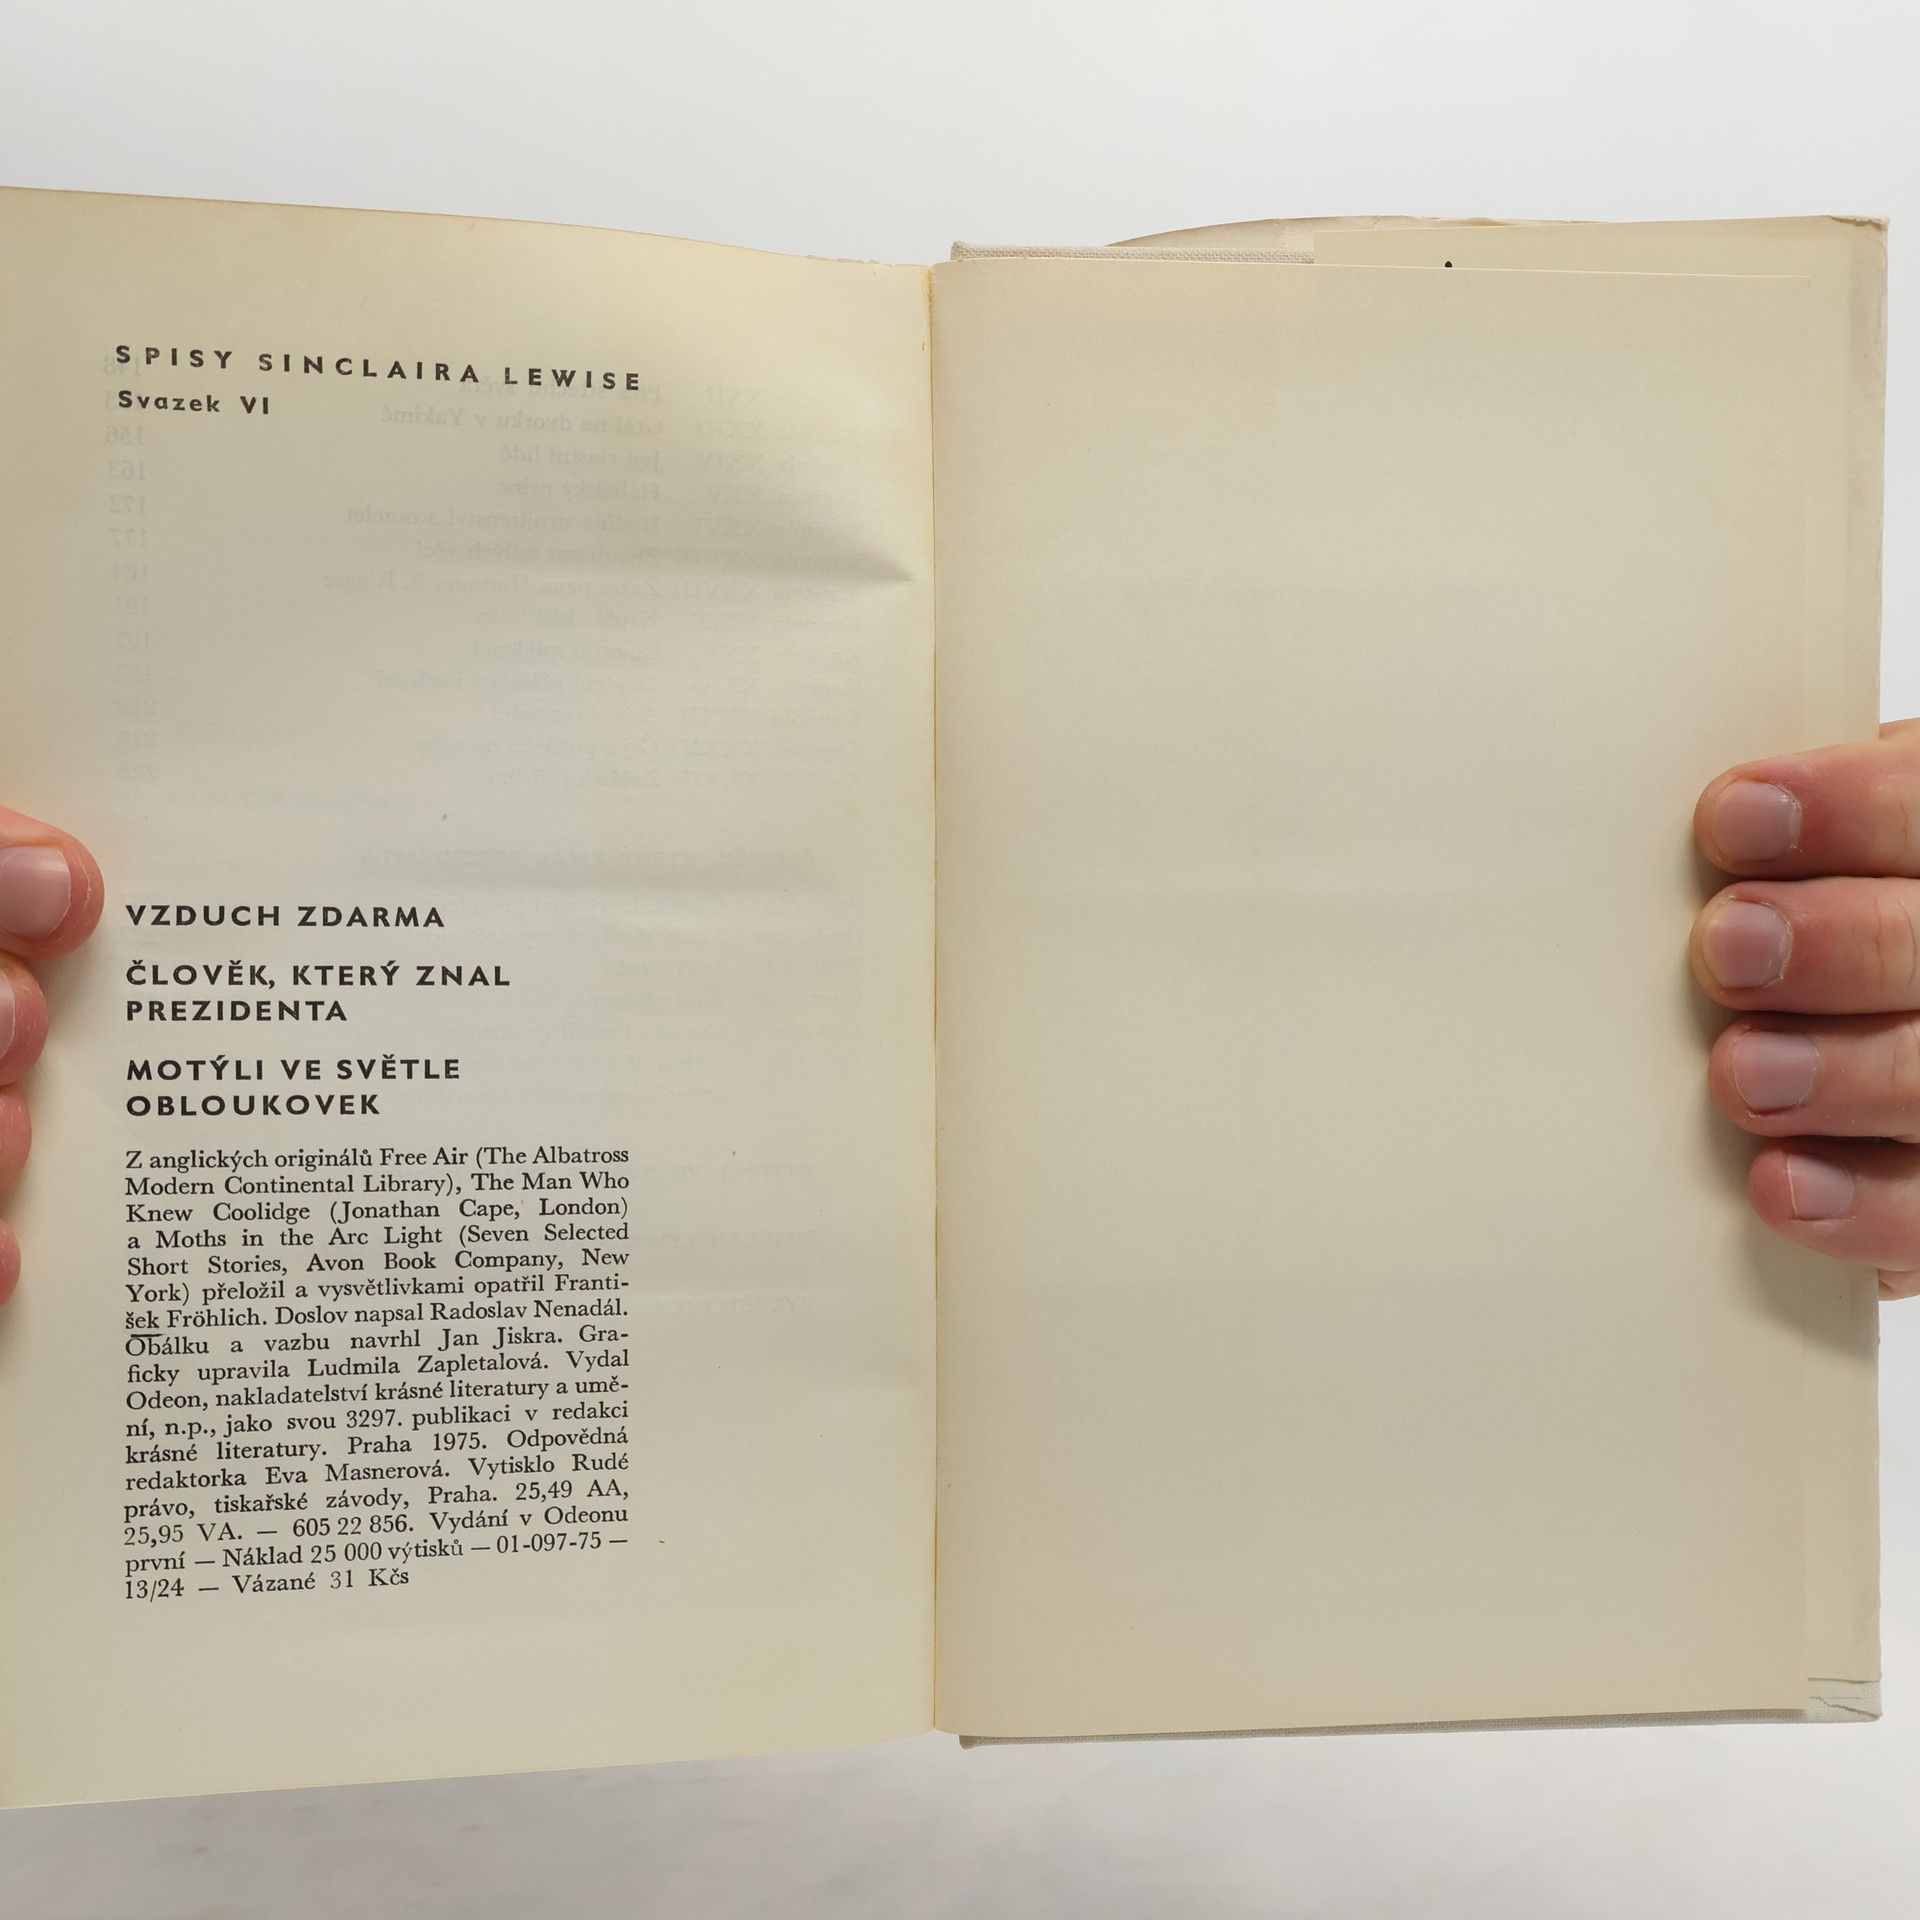 SPISY SINCLAIRA LEWISE
Svazek VI
VZDUCH ZDARMA
ČLOVĚK, KTERÝ ZNAL
PREZIDENTA
MOTÝLI VE SVĚTLE
OBLOUKOVEK
Z anglických originálů Free Air (The Albatross
Modern Continental Library), The Man Who
Knew Coolidge (Jonathan Cape, London)
a Moths in the Arc Light (Seven Selected
Short Stories, Avon Book Company, New
York) přeložil a vysvětlivkami opatřil Franti-
šek Fröhlich. Doslov napsal Radoslav Nenadál.
Obálku a vazbu navrhl Jan Jiskra. Gra-
ficky upravila Ludmila Zapletalová. Vydal
Odeon, nakladatelství krásné literatury a umě-
ní, n.p., jako svou 3297. publikaci v redakci
krásné literatury. Praha 1975. Odpovědná
redaktorka Eva Masnerová. Vytisklo Rudé
právo, tiskařské závody, Praha. 25,49 AA,
25,95 VA. — 605 22 856. Vydání v Odeonu
první — Náklad 25 000 výtisků — 01-097-75 —
13/24 — Vázané 31 Kčs